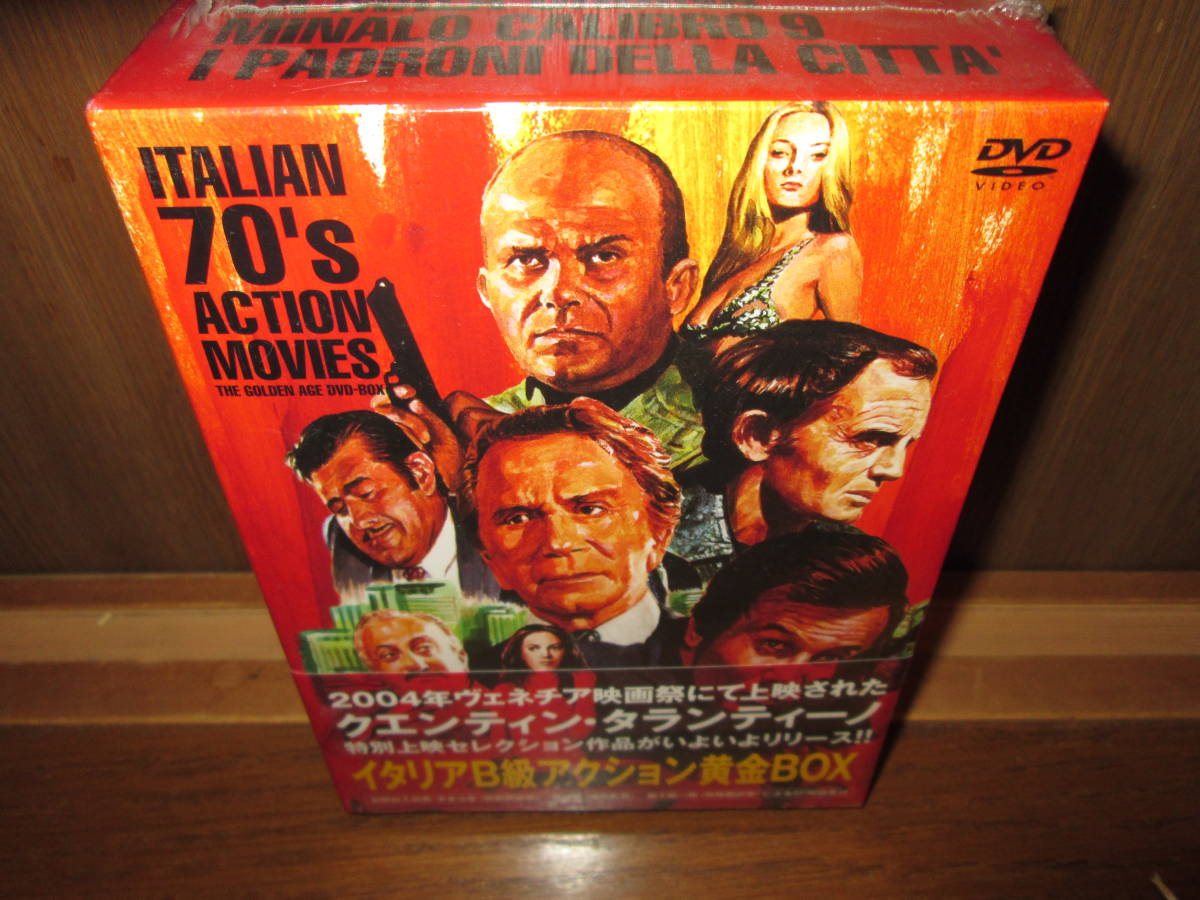 MINALO CALIBRO 9
I PADRONI DELLA CITTA'
ITALIAN
70's
ACTION
MOVIES
THE GOLDEN AGE DVD-BOX
DVD
VIDEO
2004年ヴェネチア映画祭にて上映された
クエンティン・タランティーノ
特別上映セレクション作品がいよいよリリース!!
イタリアB級アクション黄金BOX